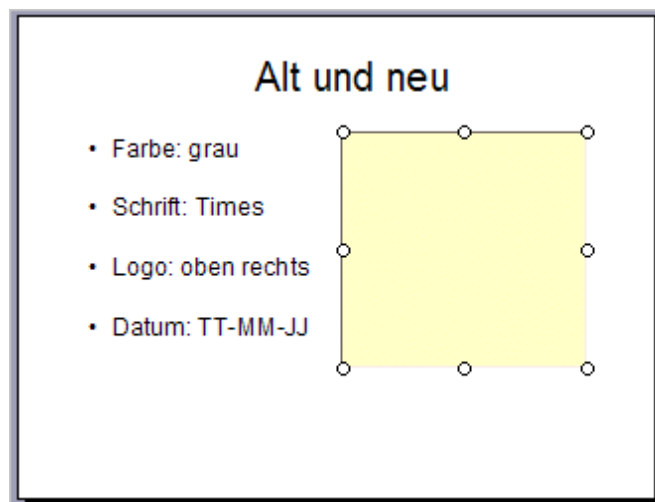 Alt und neu
• Farbe: grau
• Schrift: Times
• Logo: oben rechts
• Datum: TT-MM-JJ